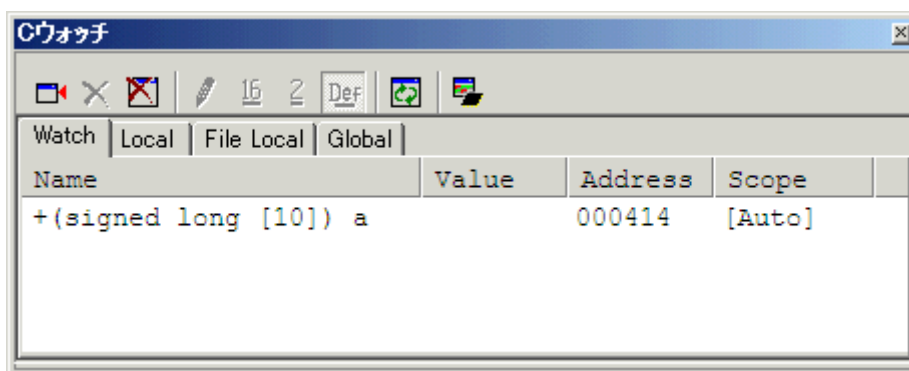 Cウォッチ
16 2 Def
Watch Local File Local Global
Name Value Address Scope
+(signed long [10]) a 000414 [Auto]